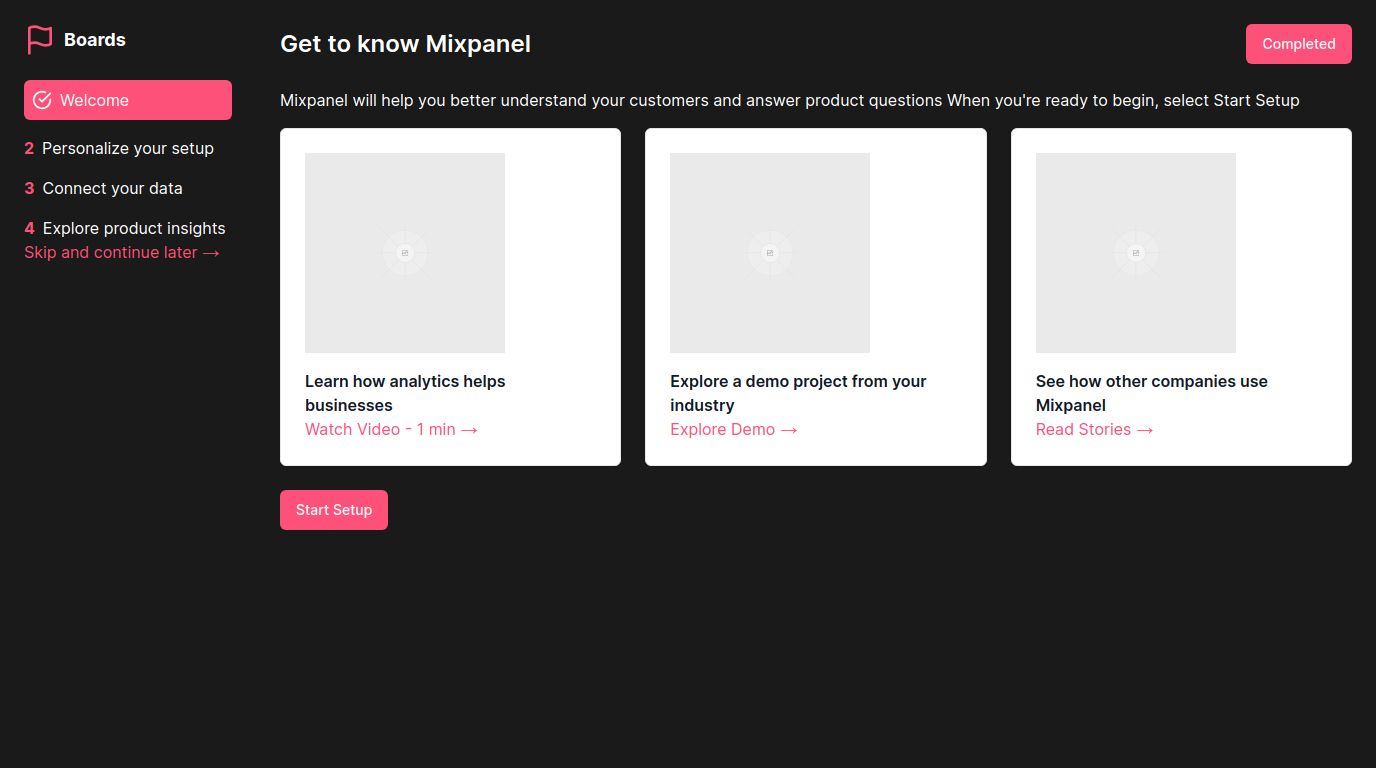 Boards
Welcome
2 Personalize your setup
3 Connect your data
4 Explore product insights
Skip and continue later →
Get to know Mixpanel
Completed
Mixpanel will help you better understand your customers and answer product questions When you're ready to begin, select Start Setup
Learn how analytics helps
businesses
Watch Video - 1 min →
Explore a demo project from your
industry
Explore Demo →
See how other companies use
Mixpanel
Read Stories →
Start Setup